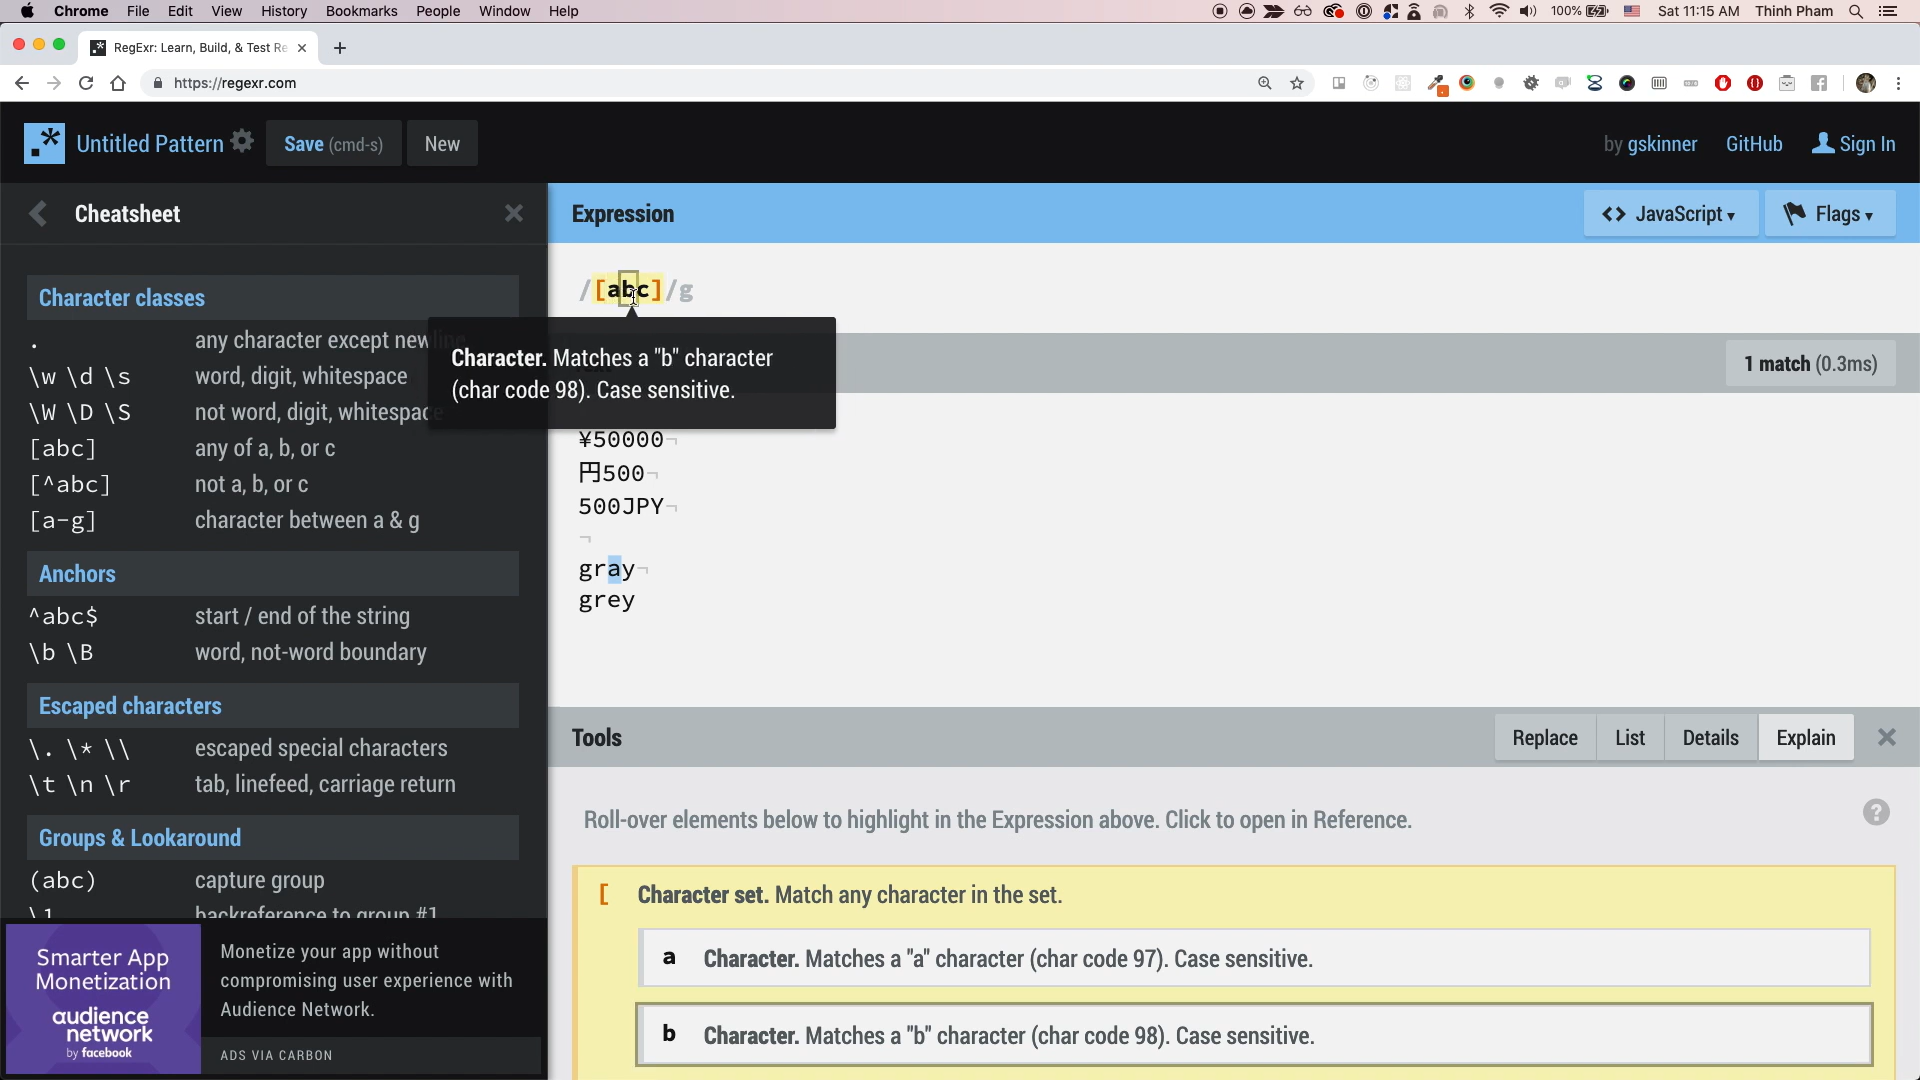 Chrome File Edit View History Bookmarks People Window Help 100% Sat 11:15 AM Thinh Pham
RegExr: Learn, Build, & Test Re
https://regexr.com
.* Untitled Pattern Save (cmd-s) New by gskinner GitHub Sign In
Cheatsheet
Character classes
. any character except newline
\w \d \s word, digit, whitespace
\W \D \S not word, digit, whitespace
[abc] any of a, b, or c
[^abc] not a, b, or c
[a-g] character between a & g
Anchors
^abc$ start / end of the string
\b \B word, not-word boundary
Escaped characters
\. \* \\ escaped special characters
\t \n \r tab, linefeed, carriage return
Groups & Lookaround
(abc) capture group
\1 backreference to group #1
Smarter App
Monetization
audience
network
by facebook
Monetize your app without
compromising user experience with
Audience Network.
ADS VIA CARBON
Expression
<> JavaScript Flags
/[abc]/g
Character. Matches a "b" character
(char code 98). Case sensitive.
1 match (0.3ms)
¥50000¬
円500¬
500JPY¬
¬
gray¬
grey
Tools
Replace List Details Explain
Roll-over elements below to highlight in the Expression above. Click to open in Reference.
?
[ Character set. Match any character in the set.
a Character. Matches a "a" character (char code 97). Case sensitive.
b Character. Matches a "b" character (char code 98). Case sensitive.